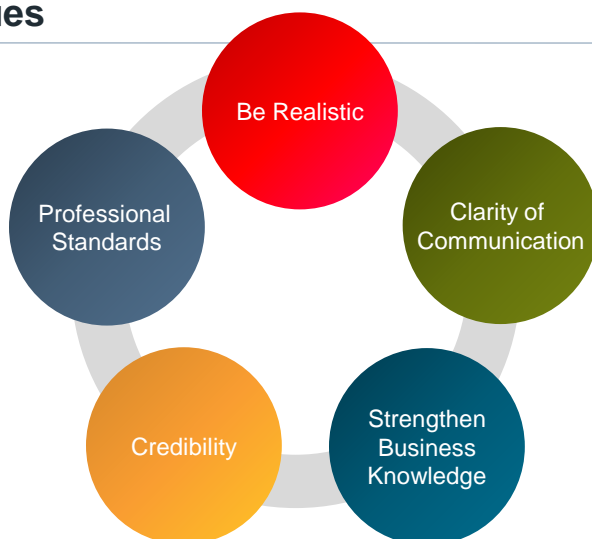 ues
Be Realistic
Clarity of
Communication
Strengthen
Business
Knowledge
Credibility
Professional
Standards